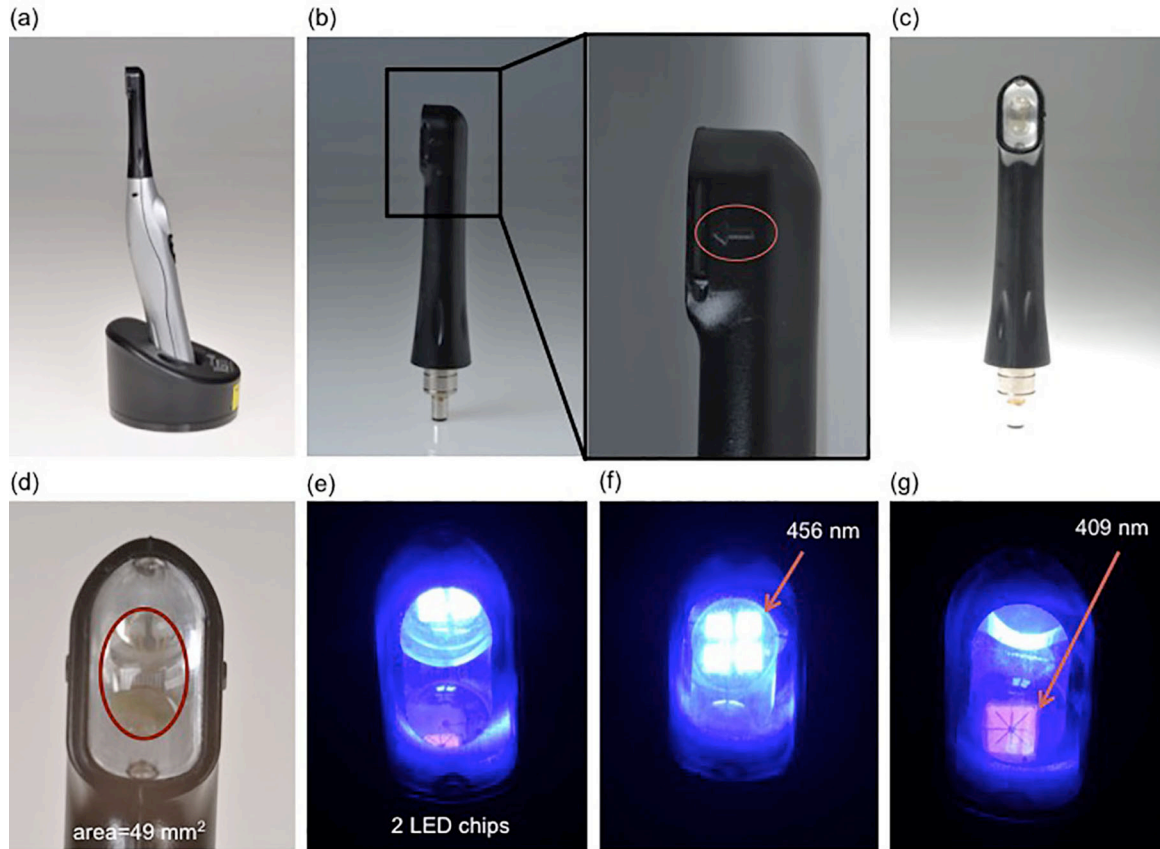 (a)
(b)
(c)
(d)
(e)
(f)
(g)
456 nm
409 nm
area=49 mm²
2 LED chips